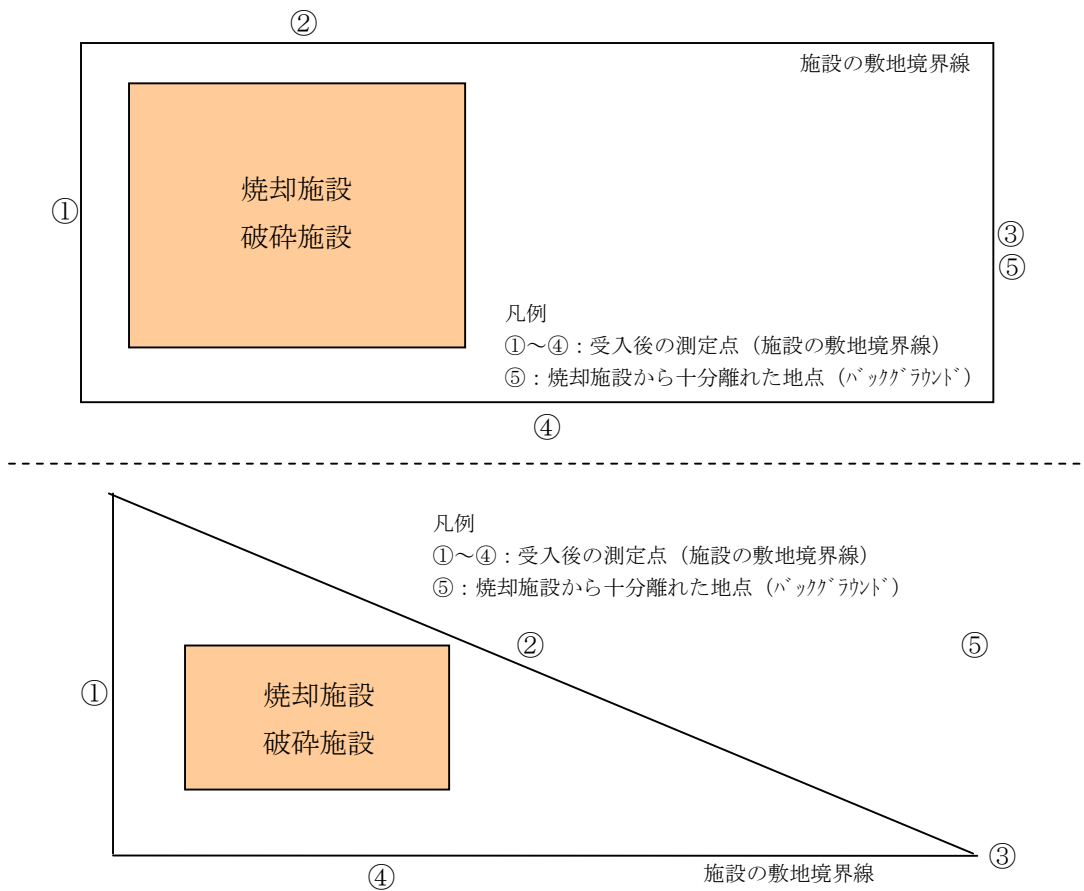 ②
施設の敷地境界線
焼却施設
破砕施設
①
③
⑤
凡例
①～④：受入後の測定点（施設の敷地境界線）
⑤：焼却施設から十分離れた地点（ﾊﾞｯｸｸﾞﾗｳﾝﾄﾞ）
④
凡例
①～④：受入後の測定点（施設の敷地境界線）
⑤：焼却施設から十分離れた地点（ﾊﾞｯｸｸﾞﾗｳﾝﾄﾞ）
②
⑤
①
焼却施設
破砕施設
③
④
施設の敷地境界線